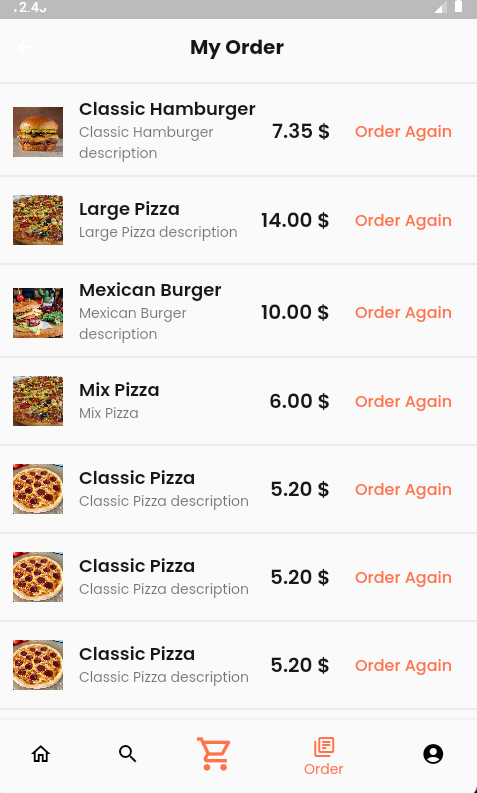 My Order
Classic Hamburger
Classic Hamburger
description
7.35 $
Order Again
Large Pizza
Large Pizza description
14.00 $
Order Again
Mexican Burger
Mexican Burger
description
10.00 $
Order Again
Mix Pizza
Mix Pizza
6.00 $
Order Again
Classic Pizza
Classic Pizza description
5.20 $
Order Again
Classic Pizza
Classic Pizza description
5.20 $
Order Again
Classic Pizza
Classic Pizza description
5.20 $
Order Again
Order